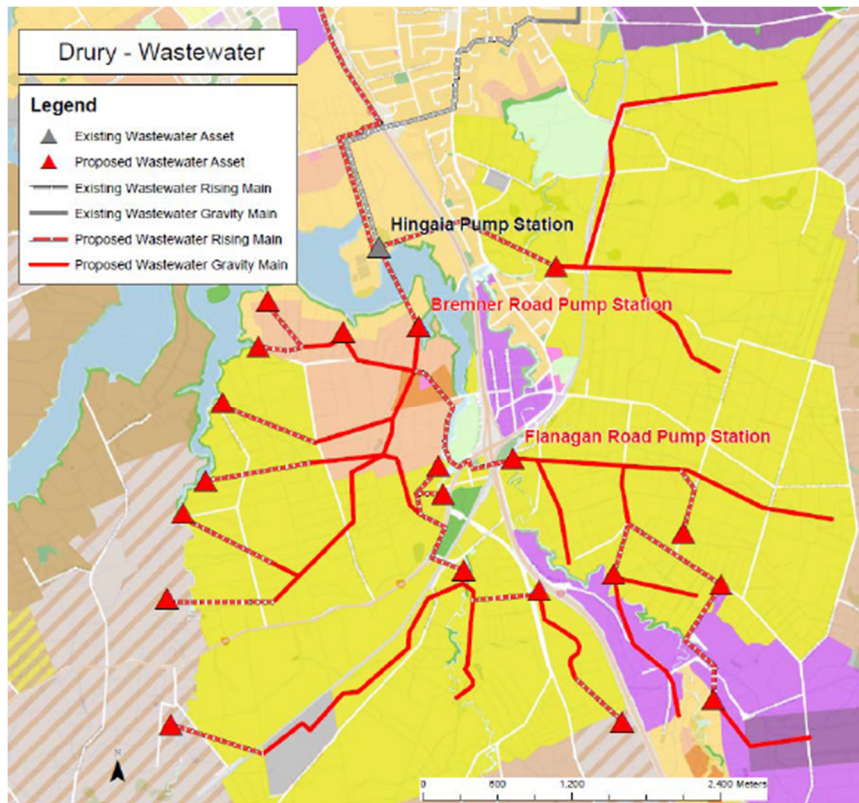 Drury - Wastewater
Legend
Existing Wastewater Asset
Proposed Wastewater Asset
Existing Wastewater Rising Main
Existing Wastewater Gravity Main
Proposed Wastewater Rising Main
Proposed Wastewater Gravity Main
Hingaia Pump Station
Bremner Road Pump Station
Flanagan Road Pump Station
N
0 600 1,200 2,400 Meters